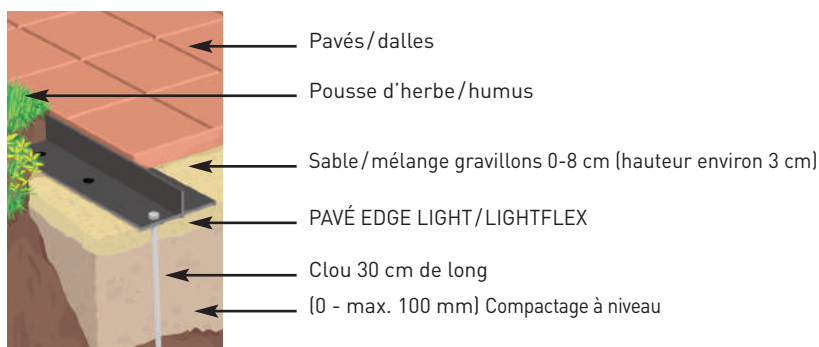 Pavés/dalles
Pousse d'herbe/humus
Sable/mélange gravillons 0-8 cm (hauteur environ 3 cm)
PAVÉ EDGE LIGHT/LIGHTFLEX
Clou 30 cm de long
(0 - max. 100 mm) Compactage à niveau